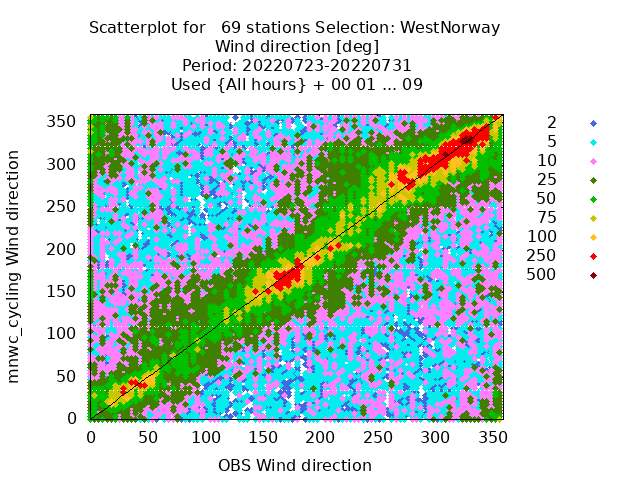 Scatterplot for   69 stations Selection: WestNorway
Wind direction [deg]
Period: 20220723-20220731
Used {All hours} + 00 01 ... 09
mnwc_cycling Wind direction
350
300
250
200
150
100
50
0
0 50 100 150 200 250 300 350
OBS Wind direction
2
5
10
25
50
75
100
250
500